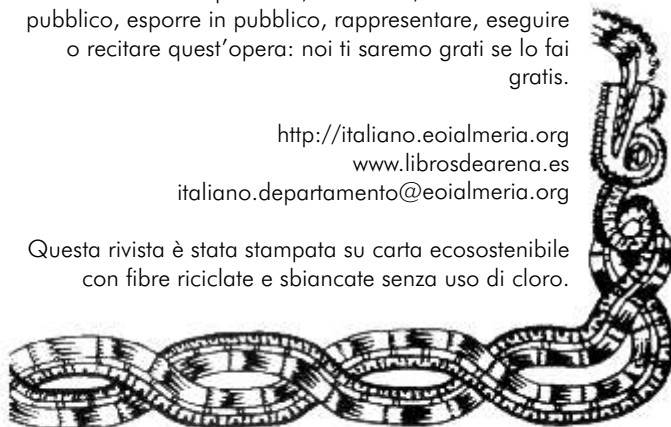 pubblico, esporre in pubblico, rappresentare, eseguire
o recitare quest’opera: noi ti saremo grati se lo fai
gratis.
http://italiano.eoialmeria.org
www.librosdearena.es
italiano.departamento@eoialmeria.org
Questa rivista è stata stampata su carta ecosostenibile
con fibre riciclate e sbiancate senza uso di cloro.